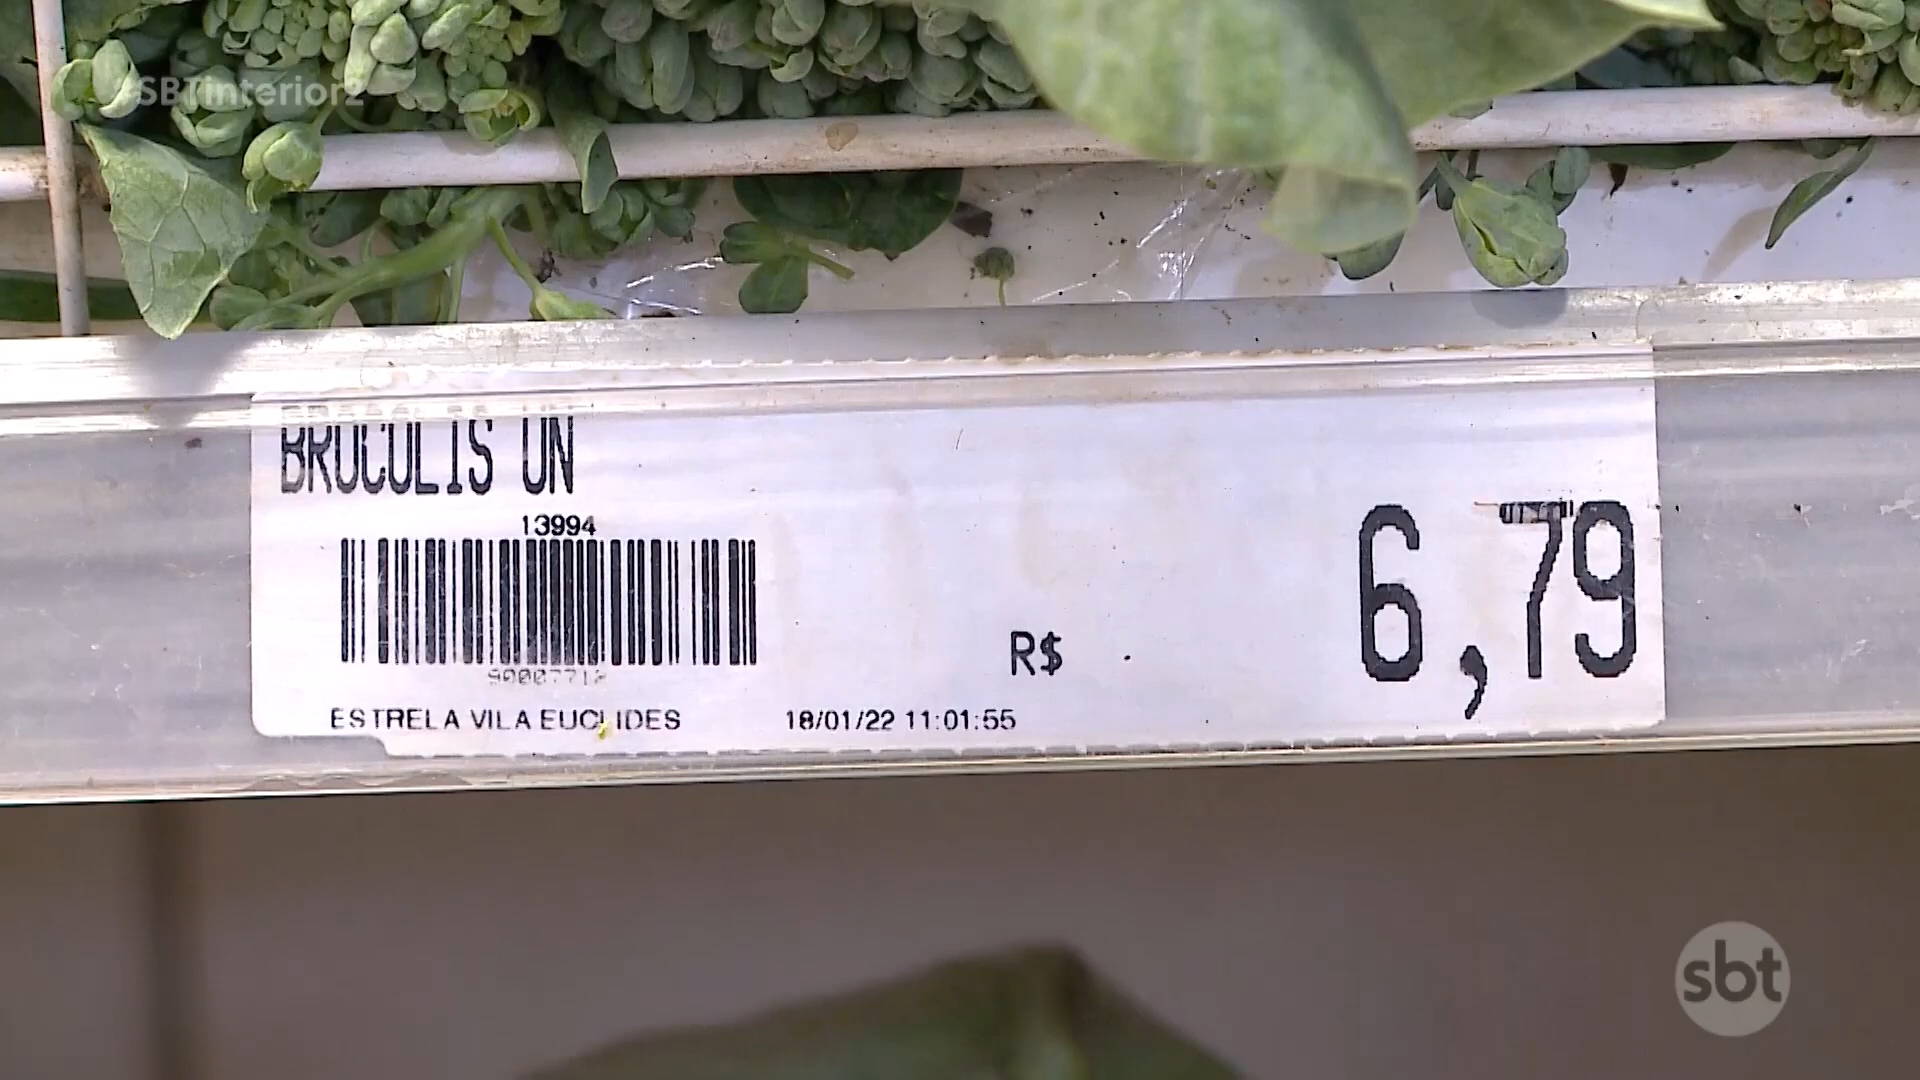 #SBTinterior2
BROCOLIS UN
13994
R$ 6,79
ESTRELA VILA EUCLIDES 18/01/22 11:01:55
sbt